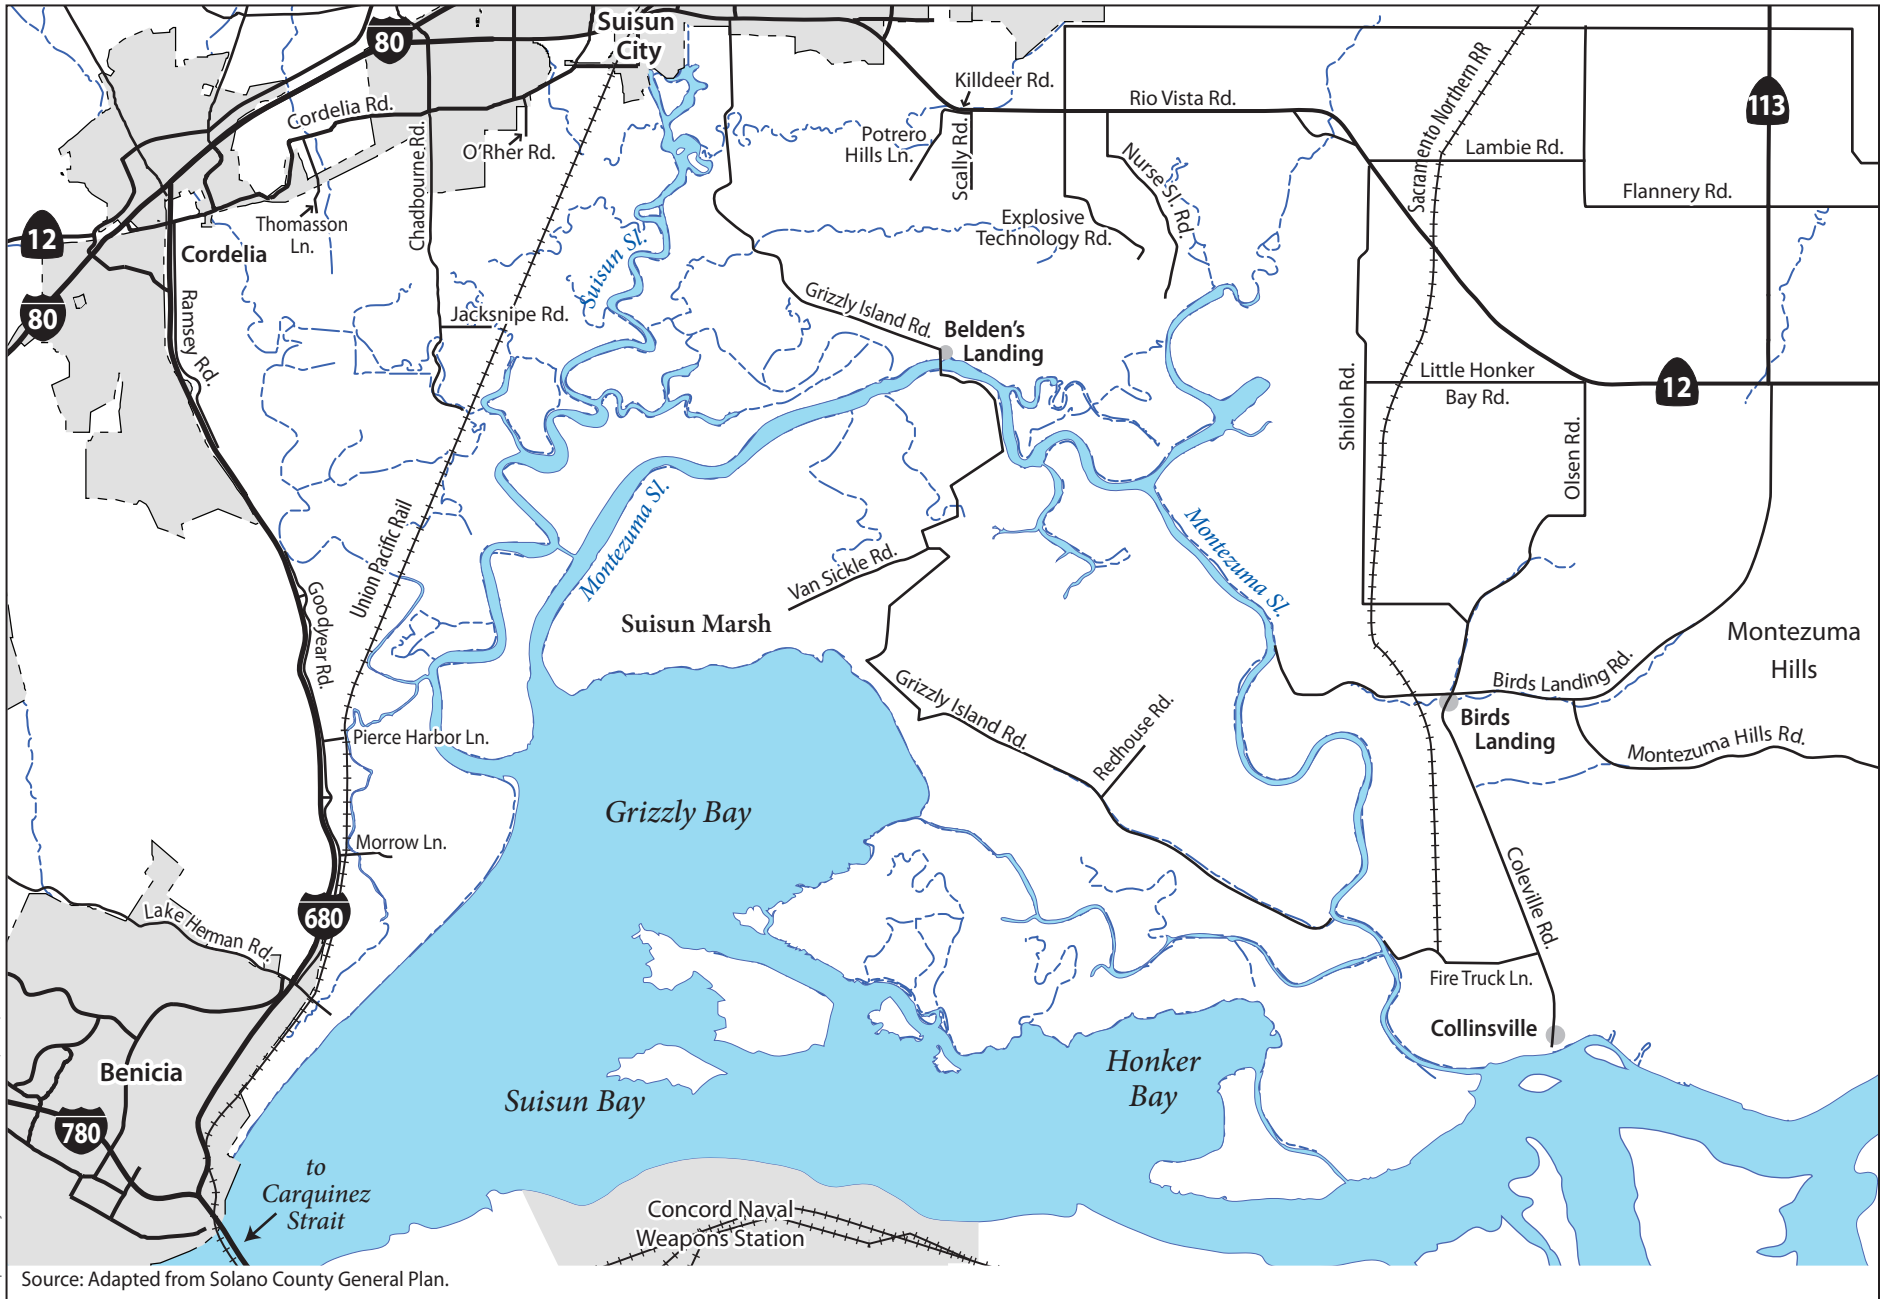 Suisun
City
80
Killdeer Rd.
Rio Vista Rd.
Sacramento Northern RR
113
Cordelia Rd.
O'Rher Rd.
Chadbourne Rd.
Potrero
Hills Ln.
Scally Rd.
Nurse Sl. Rd.
Lambie Rd.
Flannery Rd.
12
Thomasson
Ln.
Cordelia
Explosive
Technology Rd.
Suisun Sl.
80
Ramsey Rd.
Jacksnipe Rd.
Grizzly Island Rd.
Belden's
Landing
Shiloh Rd.
Little Honker
Bay Rd.
12
Olsen Rd.
Union Pacific Rail
Montezuma Sl.
Montezuma Sl.
Van Sickle Rd.
Goodyear Rd.
Suisun Marsh
Montezuma
Hills
Birds Landing Rd.
Grizzly Island Rd.
Redhouse Rd.
Birds
Landing
Montezuma Hills Rd.
Pierce Harbor Ln.
Grizzly Bay
Morrow Ln.
Coleville Rd.
Lake Herman Rd.
680
Fire Truck Ln.
Collinsville
Benicia
Honker
Bay
Suisun Bay
780
to
Carquinez
Strait
Concord Naval
Weapons Station
Source: Adapted from Solano County General Plan.